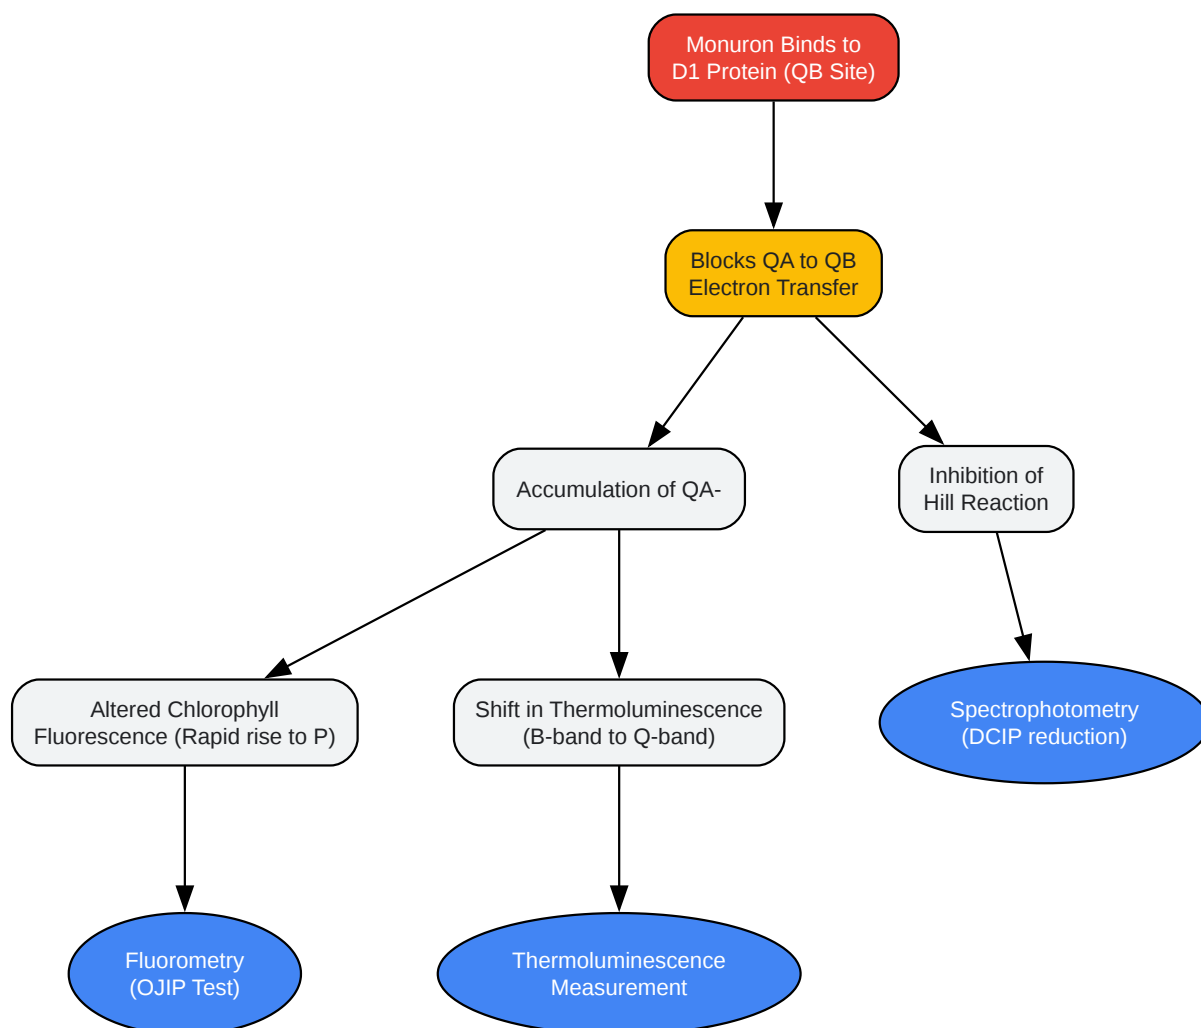 Monuron Binds to
D1 Protein (QB Site)
Blocks QA to QB
Electron Transfer
Accumulation of QA-
Inhibition of
Hill Reaction
Altered Chlorophyll
Fluorescence (Rapid rise to P)
Shift in Thermoluminescence
(B-band to Q-band)
Spectrophotometry
(DCIP reduction)
Fluorometry
(OJIP Test)
Thermoluminescence
Measurement